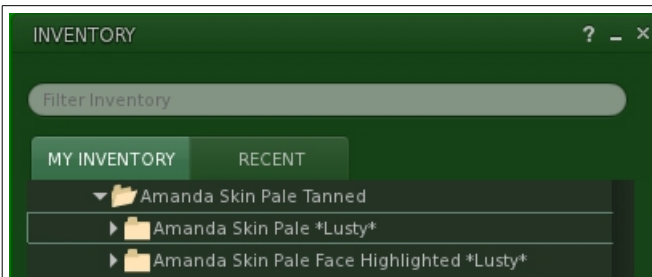 INVENTORY ? _ ×
Filter Inventory
MY INVENTORY RECENT
Amanda Skin Pale Tanned
Amanda Skin Pale *Lusty*
Amanda Skin Pale Face Highlighted *Lusty*